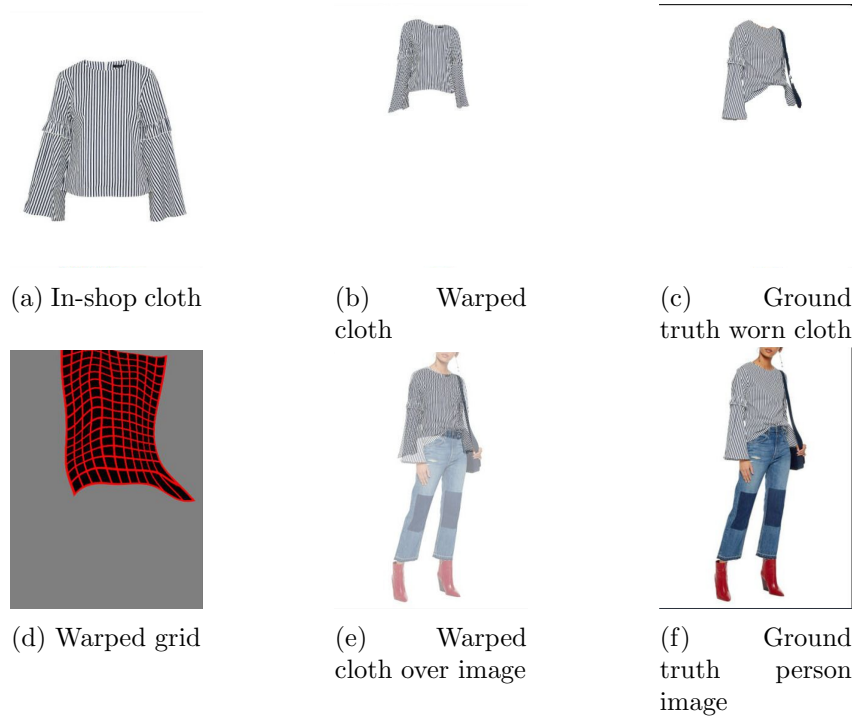 (a) In-shop cloth
(b) Warped
cloth
(c) Ground
truth worn cloth
(d) Warped grid
(e) Warped
cloth over image
(f) Ground
truth person
image